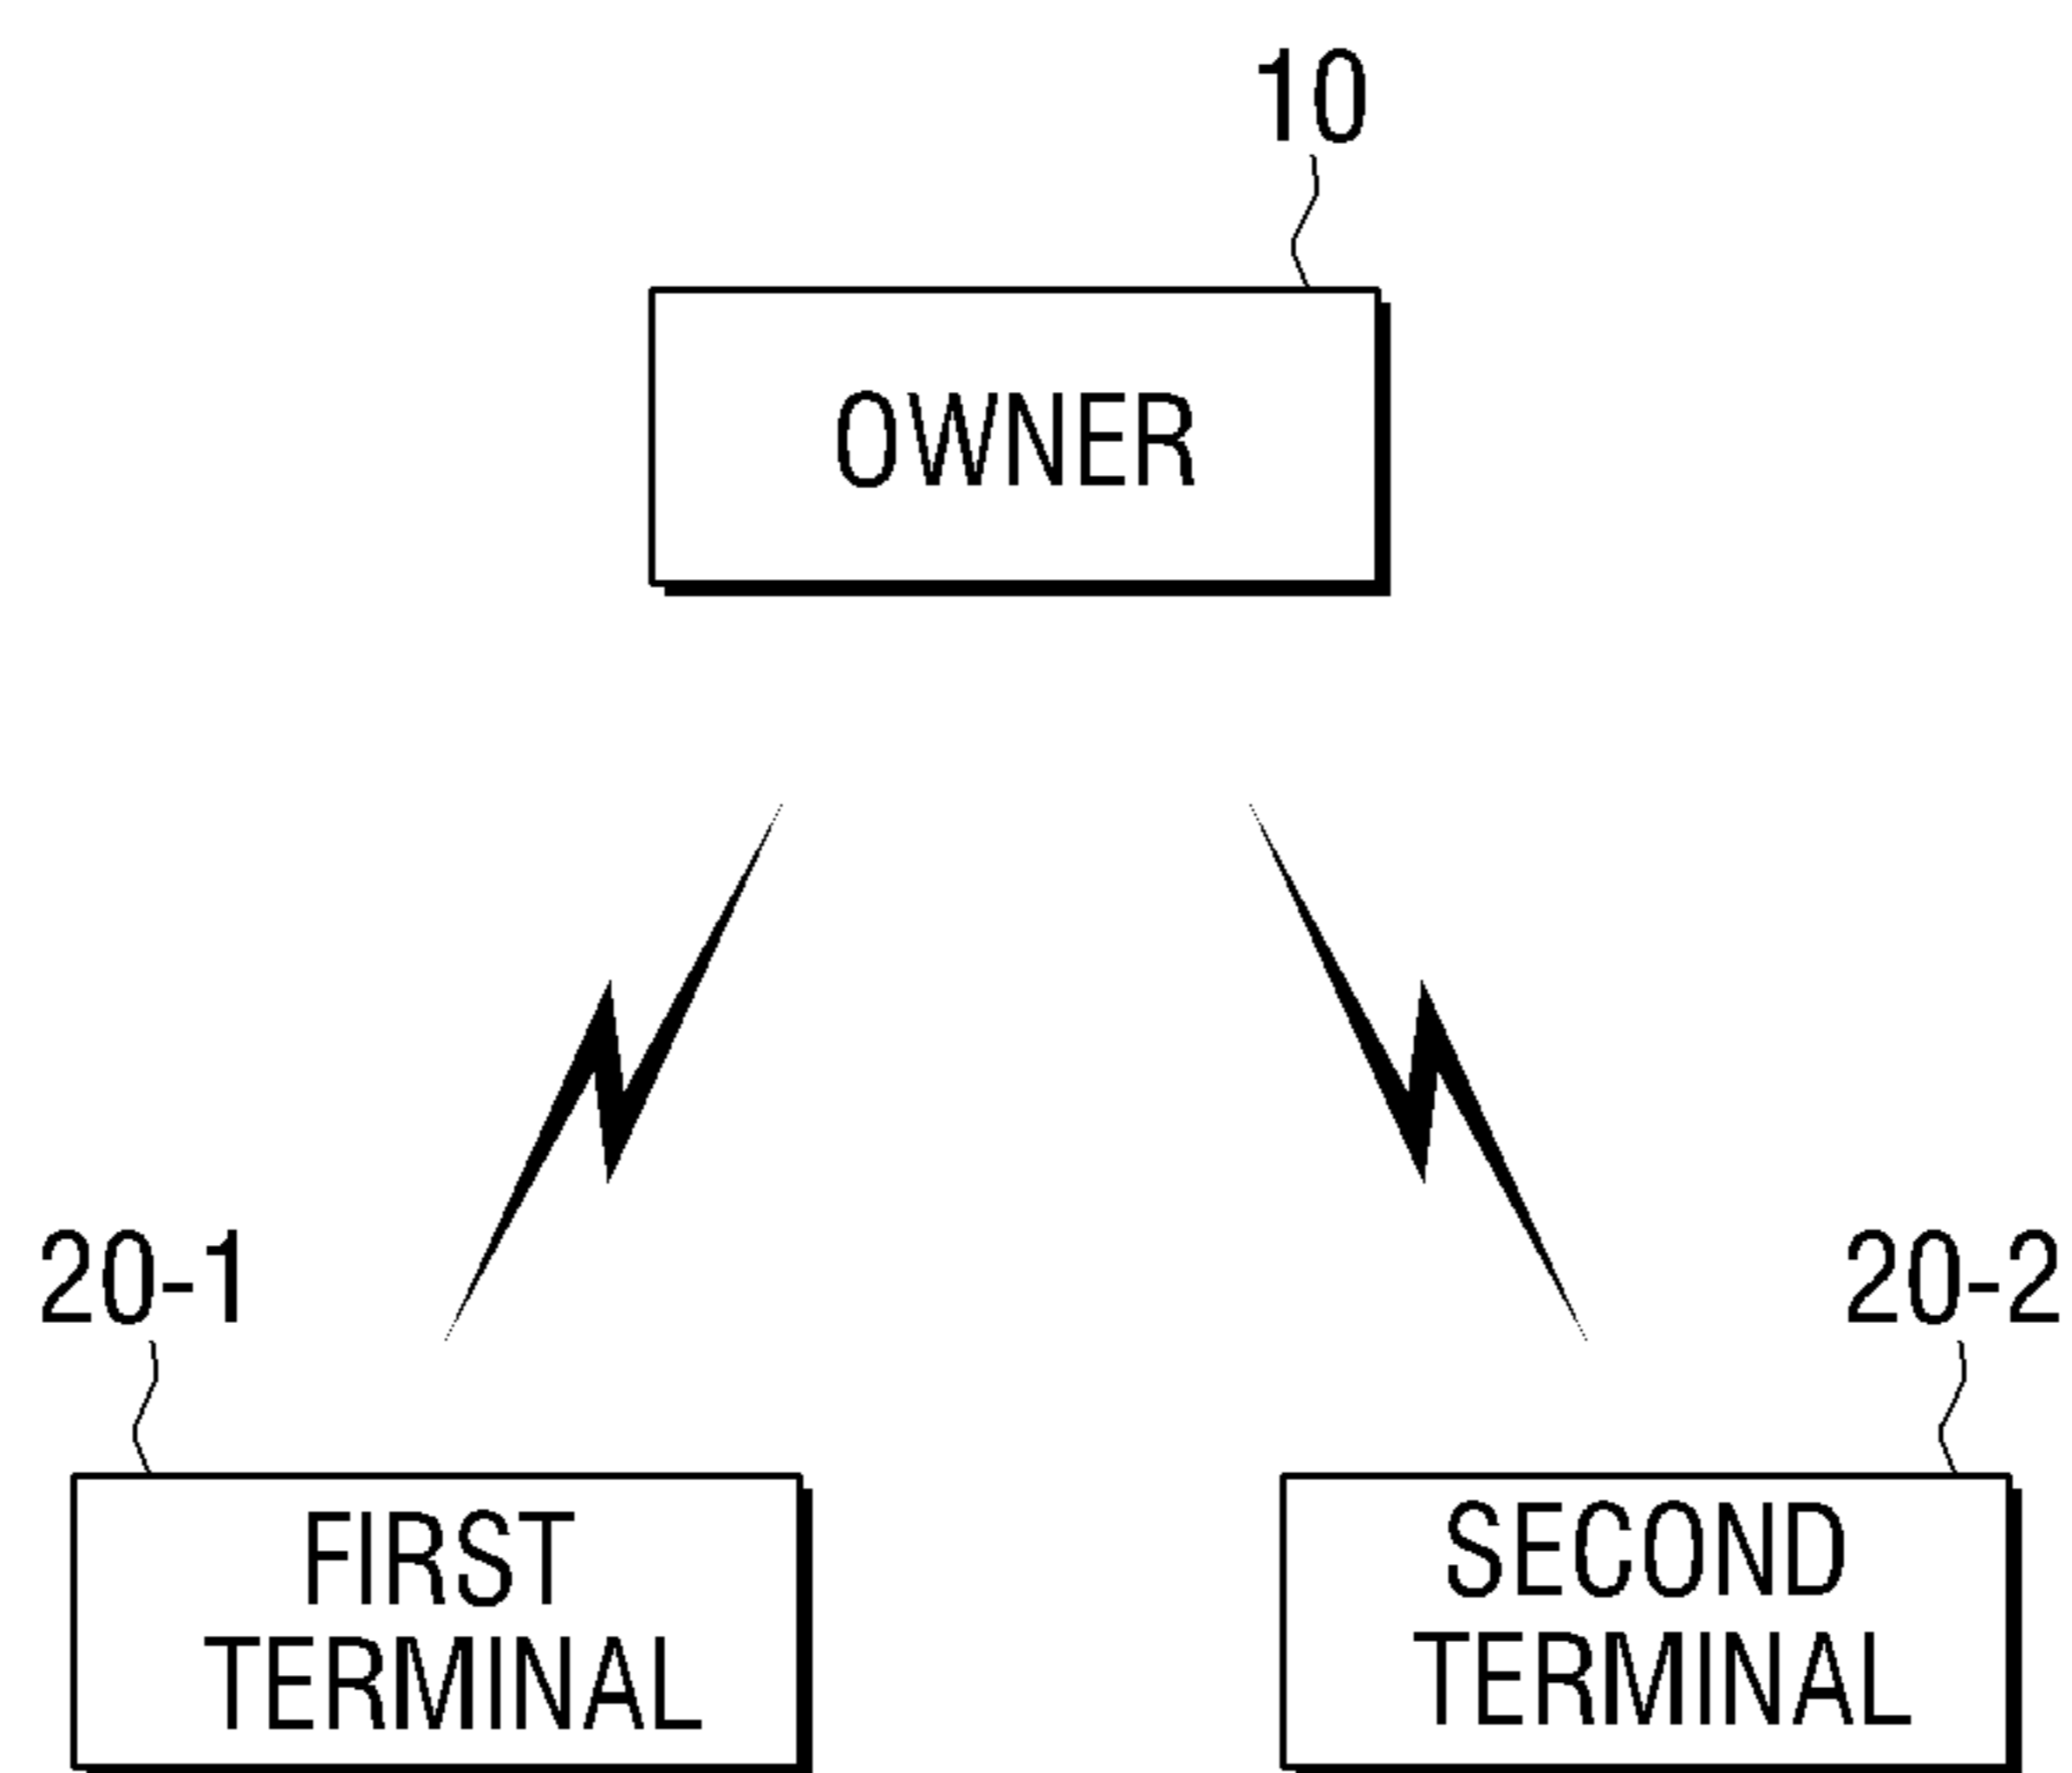 10
OWNER
20-1
20-2
FIRST
TERMINAL
SECOND
TERMINAL